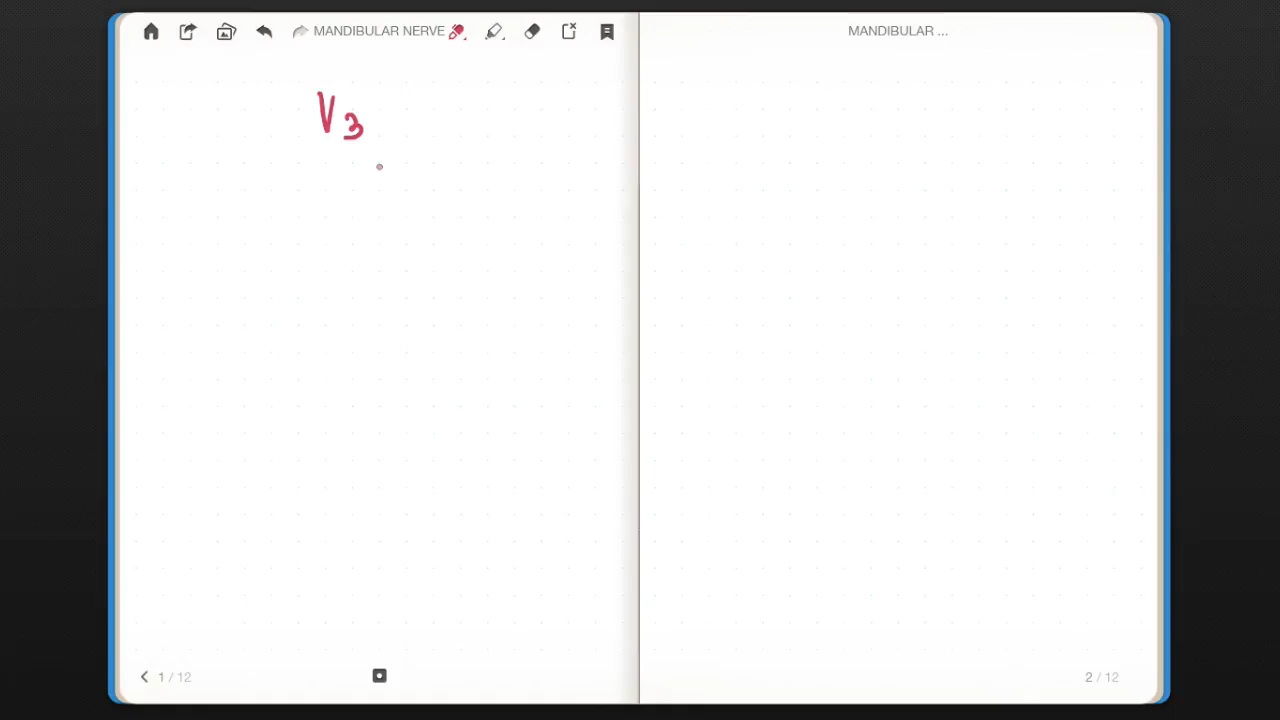 MANDIBULAR NERVE
MANDIBULAR ...
V3
1 / 12
2 / 12